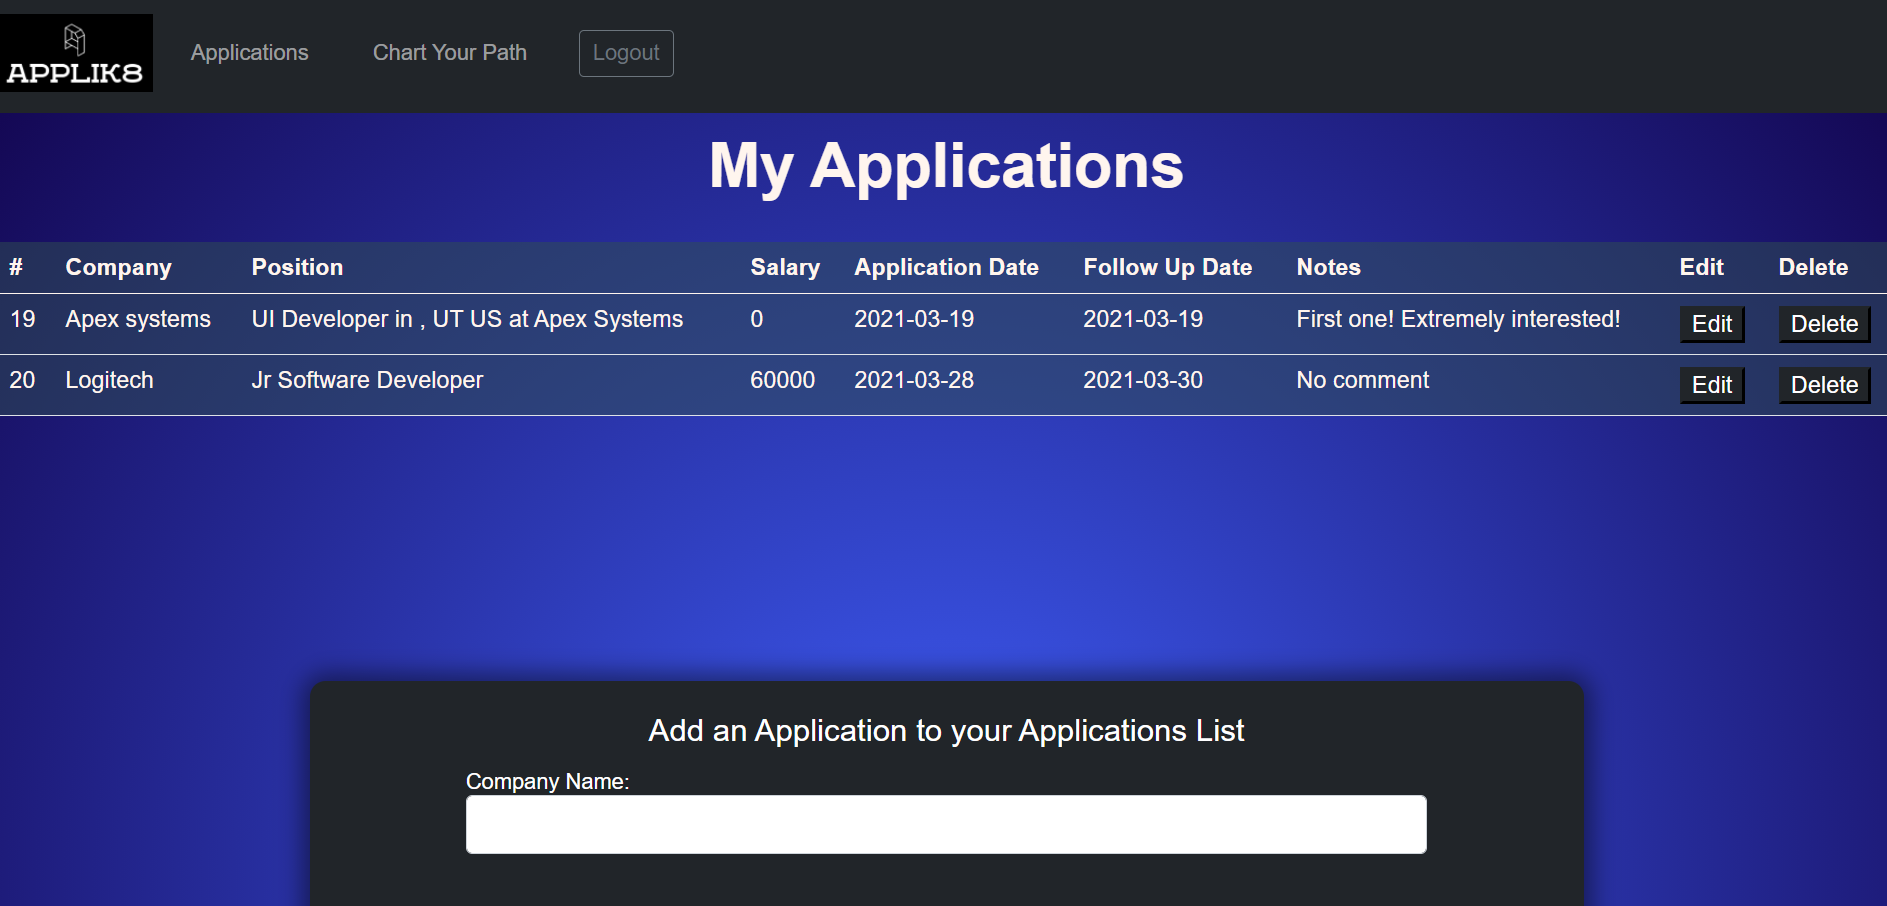 APPLIK8 Applications Chart Your Path Logout
My Applications
# Company Position Salary Application Date Follow Up Date Notes Edit Delete
19 Apex systems UI Developer in , UT US at Apex Systems 0 2021-03-19 2021-03-19 First one! Extremely interested! Edit Delete
20 Logitech Jr Software Developer 60000 2021-03-28 2021-03-30 No comment Edit Delete
Add an Application to your Applications List
Company Name: